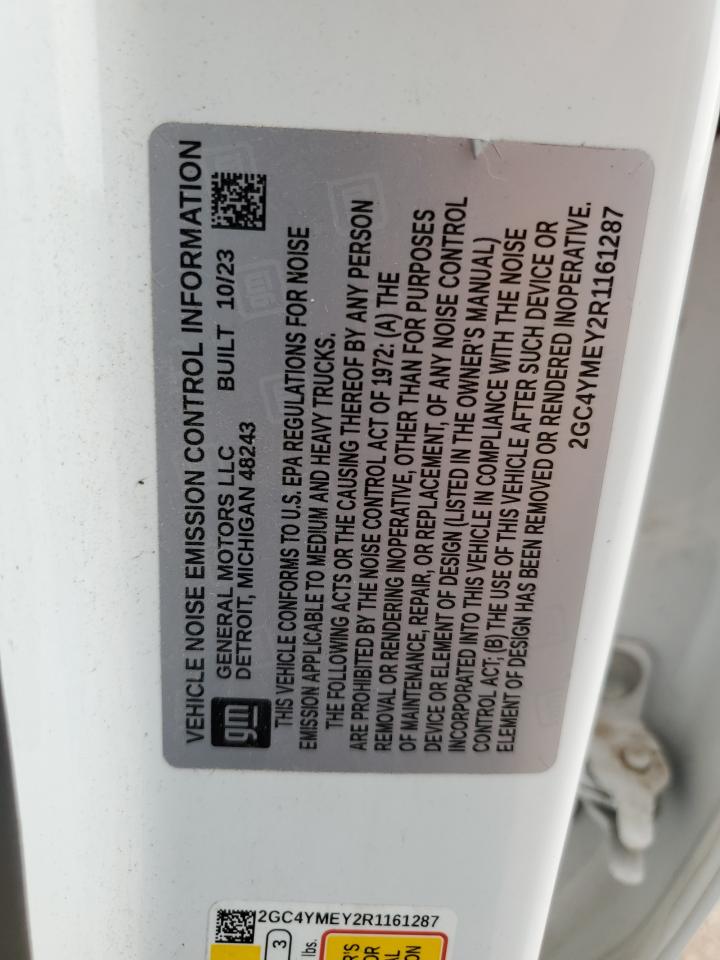 VEHICLE NOISE EMISSION CONTROL INFORMATION
gm
GENERAL MOTORS LLC BUILT 10/23
DETROIT, MICHIGAN 48243
THIS VEHICLE CONFORMS TO U.S. EPA REGULATIONS FOR NOISE
EMISSION APPLICABLE TO MEDIUM AND HEAVY TRUCKS.
THE FOLLOWING ACTS OR THE CAUSING THEREOF BY ANY PERSON
ARE PROHIBITED BY THE NOISE CONTROL ACT OF 1972: (A) THE
REMOVAL OR RENDERING INOPERATIVE, OTHER THAN FOR PURPOSES
OF MAINTENANCE, REPAIR, OR REPLACEMENT, OF ANY NOISE CONTROL
DEVICE OR ELEMENT OF DESIGN (LISTED IN THE OWNER'S MANUAL)
INCORPORATED INTO THIS VEHICLE IN COMPLIANCE WITH THE NOISE
CONTROL ACT; (B) THE USE OF THIS VEHICLE AFTER SUCH DEVICE OR
ELEMENT OF DESIGN HAS BEEN REMOVED OR RENDERED INOPERATIVE.
2GC4YMEY2R1161287
2GC4YMEY2R1161287
3
lbs.